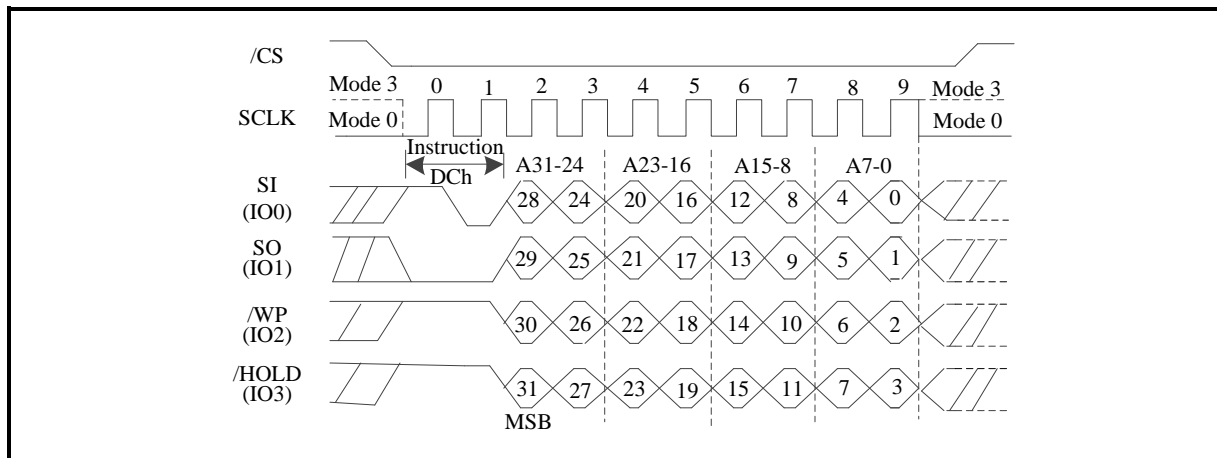 /CS
Mode 3 0 1 2 3 4 5 6 7 8 9 Mode 3
SCLK
Mode 0 Mode 0
Instruction
DCh
A31-24 A23-16 A15-8 A7-0
SI
(IO0)
28 24 20 16 12 8 4 0
SO
(IO1)
29 25 21 17 13 9 5 1
/WP
(IO2)
30 26 22 18 14 10 6 2
/HOLD
(IO3)
31 27 23 19 15 11 7 3
MSB